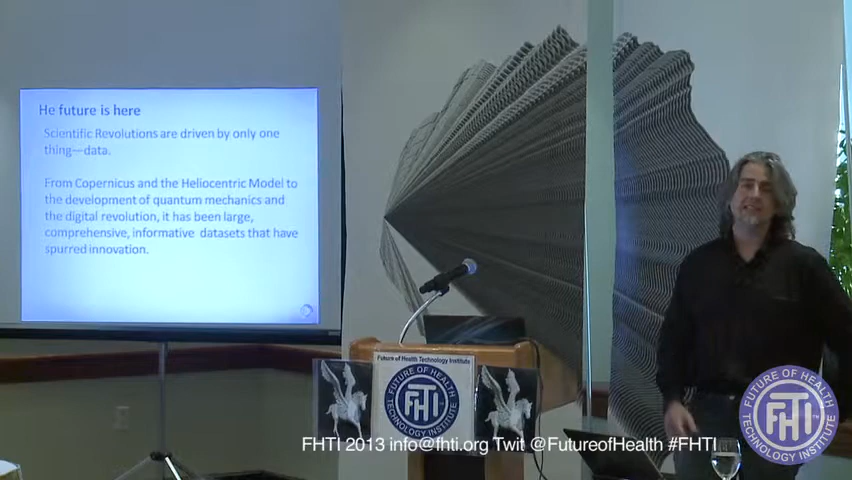 He future is here
Scientific Revolutions are driven by only one
thing—data.
From Copernicus and the Heliocentric Model to
the development of quantum mechanics and
the digital revolution, it has been large,
comprehensive, informative datasets that have
spurred innovation.
Future of Health Technology Institute
FUTURE OF HEALTH
FHTI
TECHNOLOGY INSTITUTE
FHTI 2013 info@fhti.org Twit @FutureofHealth #FHTI
FUTURE OF HEALTH
FHTI
TM
TECHNOLOGY INSTITUTE